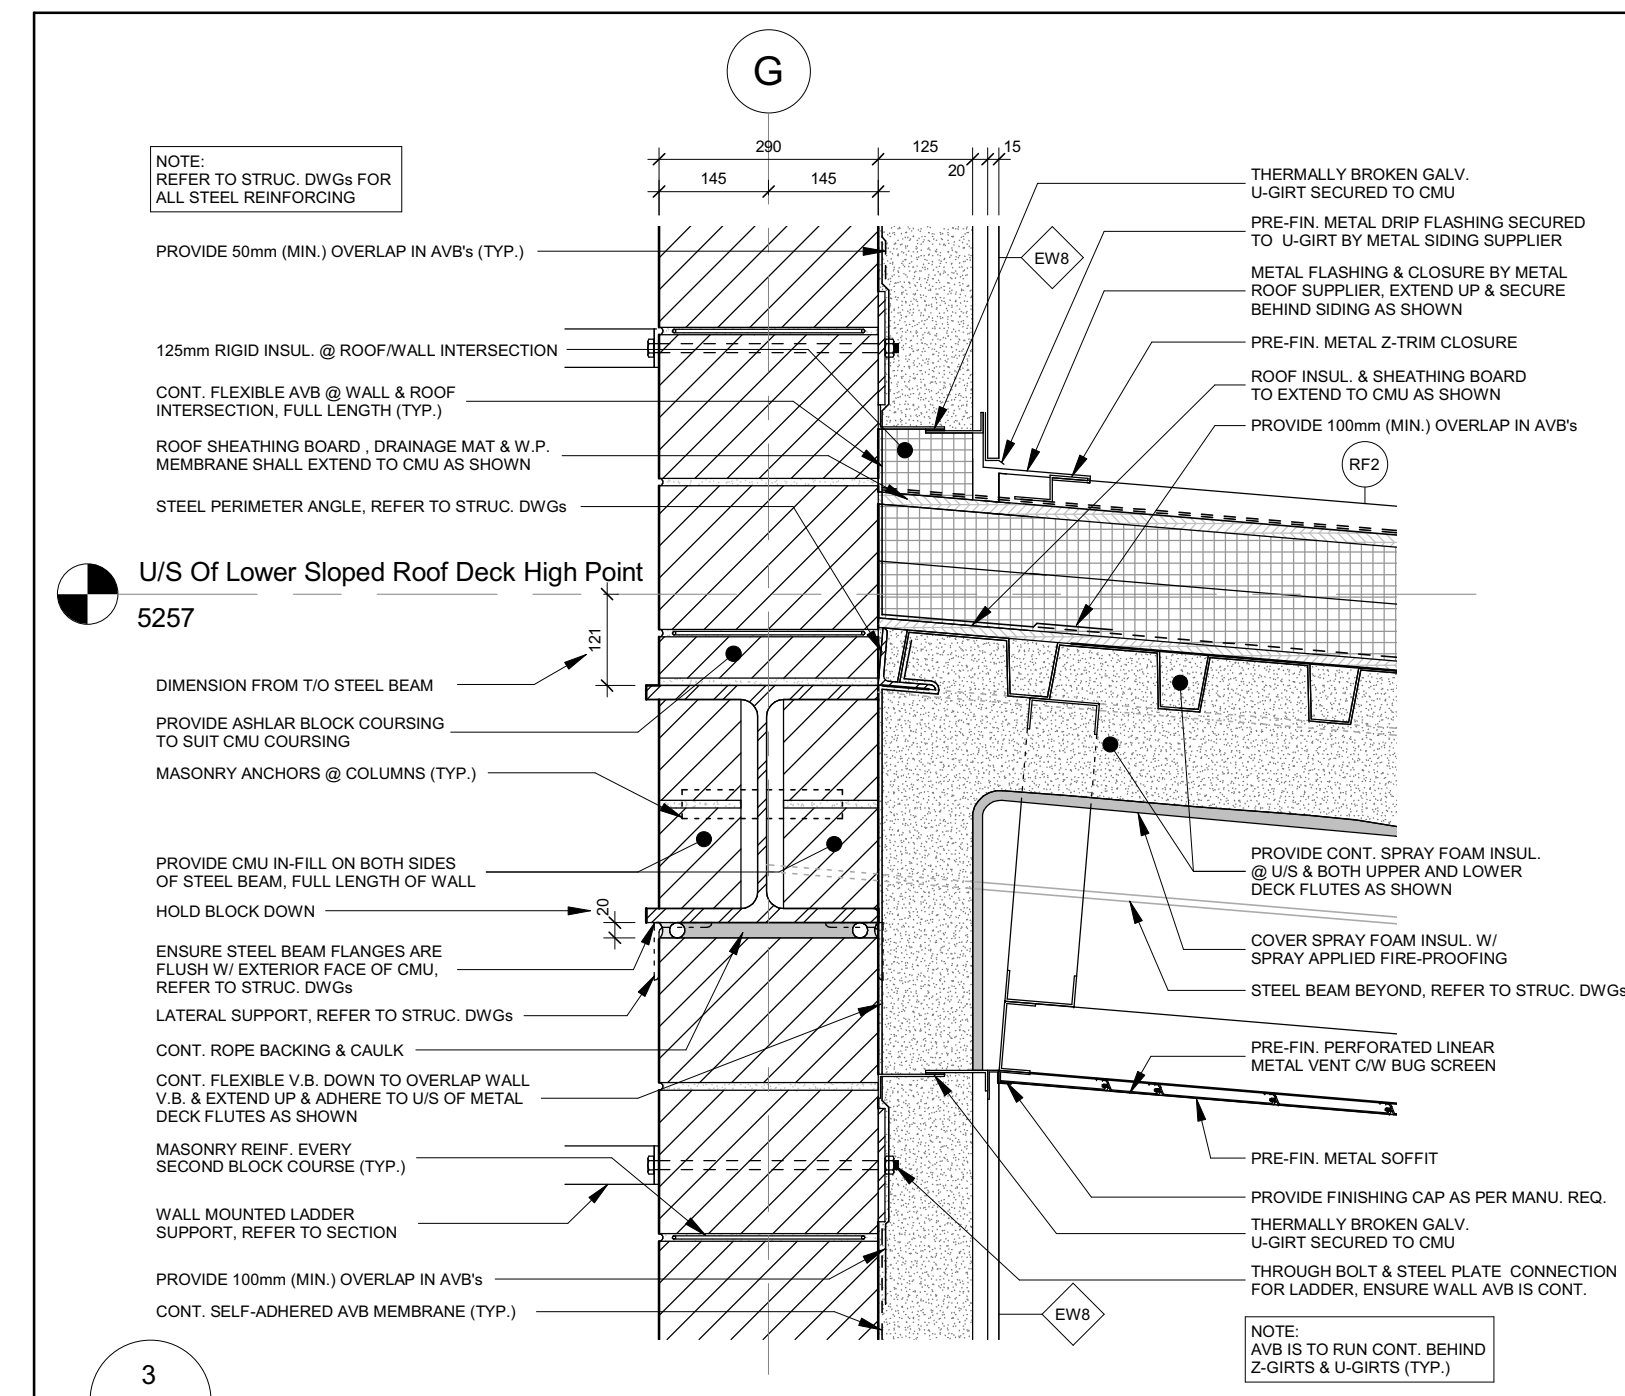 G
NOTE:
REFER TO STRUC. DWGs FOR
ALL STEEL REINFORCING
290
125
15
20
145
145
PROVIDE 50mm (MIN.) OVERLAP IN AVB's (TYP.)
125mm RIGID INSUL. @ ROOF/WALL INTERSECTION
CONT. FLEXIBLE AVB @ WALL & ROOF
INTERSECTION, FULL LENGTH (TYP.)
ROOF SHEATHING BOARD , DRAINAGE MAT & W.P.
MEMBRANE SHALL EXTEND TO CMU AS SHOWN
STEEL PERIMETER ANGLE, REFER TO STRUC. DWGs
U/S Of Lower Sloped Roof Deck High Point
5257
121
DIMENSION FROM T/O STEEL BEAM
PROVIDE ASHLAR BLOCK COURSING
TO SUIT CMU COURSING
MASONRY ANCHORS @ COLUMNS (TYP.)
PROVIDE CMU IN-FILL ON BOTH SIDES
OF STEEL BEAM, FULL LENGTH OF WALL
HOLD BLOCK DOWN
20
ENSURE STEEL BEAM FLANGES ARE
FLUSH W/ EXTERIOR FACE OF CMU,
REFER TO STRUC. DWGs
LATERAL SUPPORT, REFER TO STRUC. DWGs
CONT. ROPE BACKING & CAULK
CONT. FLEXIBLE V.B. DOWN TO OVERLAP WALL
V.B. & EXTEND UP & ADHERE TO U/S OF METAL
DECK FLUTES AS SHOWN
MASONRY REINF. EVERY
SECOND BLOCK COURSE (TYP.)
WALL MOUNTED LADDER
SUPPORT, REFER TO SECTION
PROVIDE 100mm (MIN.) OVERLAP IN AVB's
CONT. SELF-ADHERED AVB MEMBRANE (TYP.)
3
THERMALLY BROKEN GALV.
U-GIRT SECURED TO CMU
PRE-FIN. METAL DRIP FLASHING SECURED
TO U-GIRT BY METAL SIDING SUPPLIER
EW8
METAL FLASHING & CLOSURE BY METAL
ROOF SUPPLIER, EXTEND UP & SECURE
BEHIND SIDING AS SHOWN
PRE-FIN. METAL Z-TRIM CLOSURE
ROOF INSUL. & SHEATHING BOARD
TO EXTEND TO CMU AS SHOWN
PROVIDE 100mm (MIN.) OVERLAP IN AVB's
RF2
PROVIDE CONT. SPRAY FOAM INSUL.
@ U/S & BOTH UPPER AND LOWER
DECK FLUTES AS SHOWN
COVER SPRAY FOAM INSUL. W/
SPRAY APPLIED FIRE-PROOFING
STEEL BEAM BEYOND, REFER TO STRUC. DWGs
PRE-FIN. PERFORATED LINEAR
METAL VENT C/W BUG SCREEN
PRE-FIN. METAL SOFFIT
PROVIDE FINISHING CAP AS PER MANU. REQ.
THERMALLY BROKEN GALV.
U-GIRT SECURED TO CMU
THROUGH BOLT & STEEL PLATE CONNECTION
FOR LADDER, ENSURE WALL AVB IS CONT.
EW8
NOTE:
AVB IS TO RUN CONT. BEHIND
Z-GIRTS & U-GIRTS (TYP.)